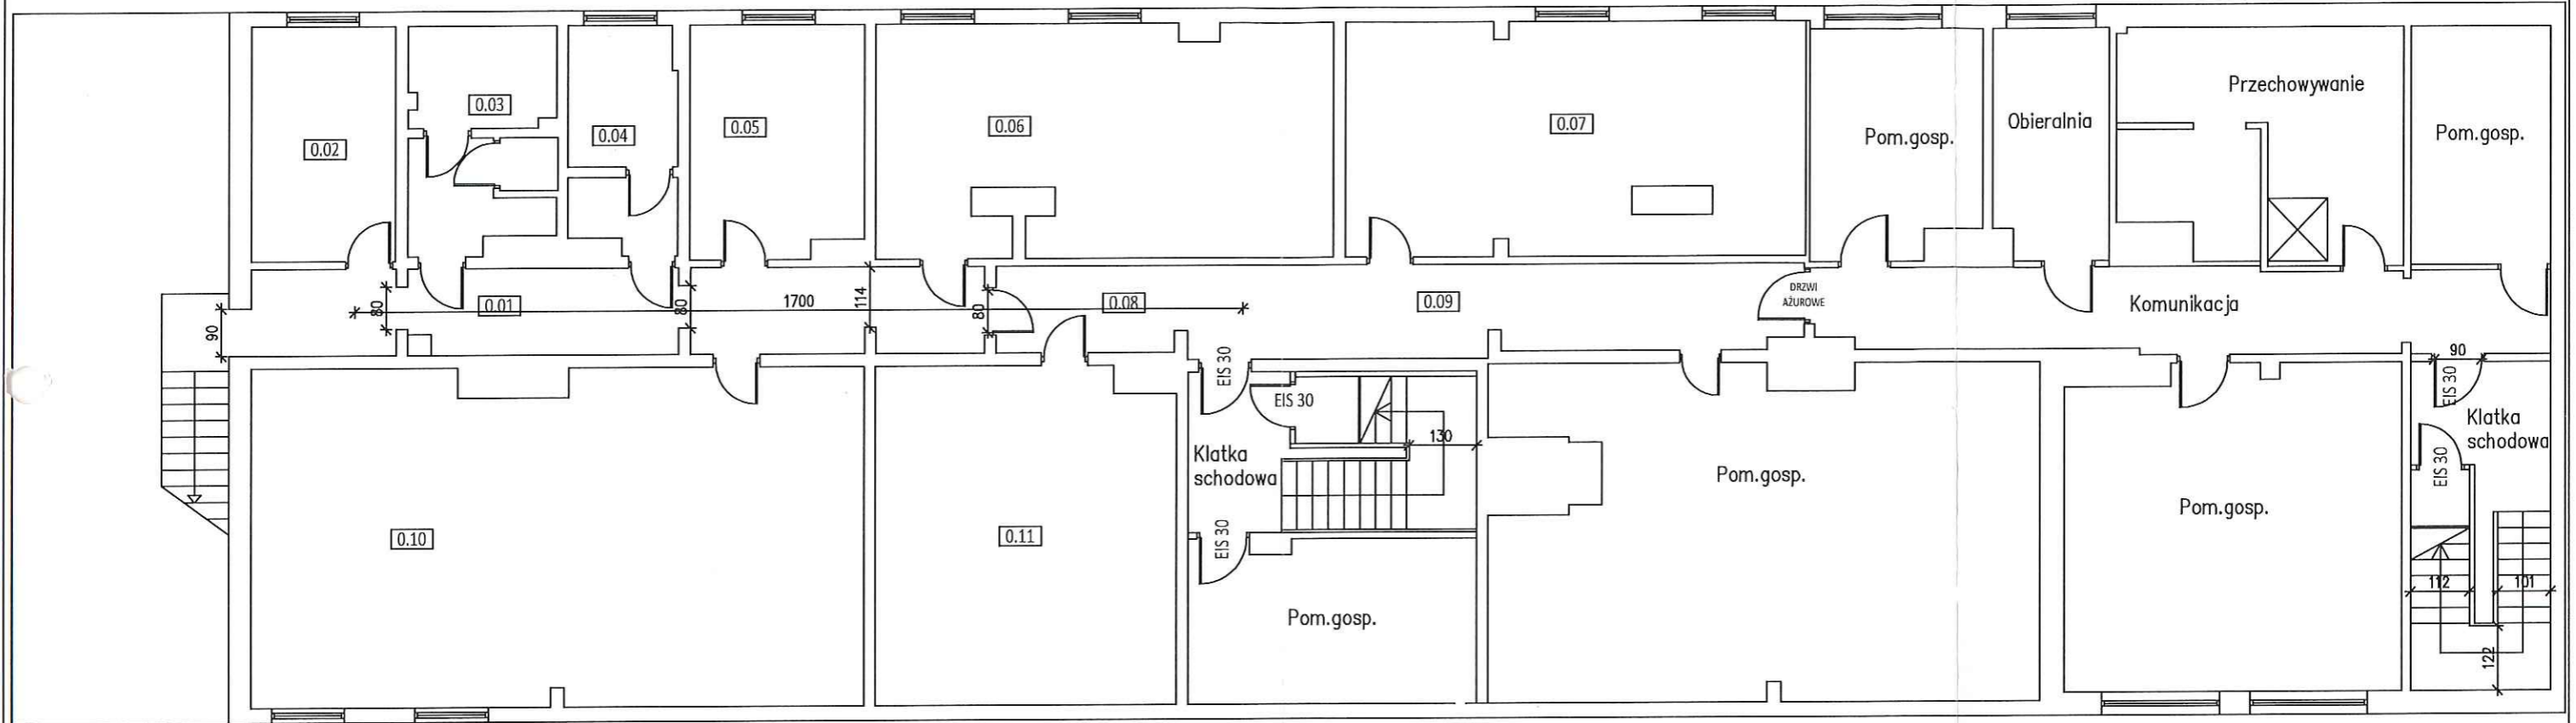 0.02
0.03
0.04
0.05
0.06
0.07
Pom.gosp.
Obieralnia
Przechowywanie
Pom.gosp.
90
80
0.01
80
1700
114
80
0.08
0.09
DRZWI
AŻUROWE
Komunikacja
90
EIS 30
EIS 30
130
Klatka
schodowa
EIS 30
EIS 30
Klatka
schodowa
EIS 30
0.10
0.11
Pom.gosp.
Pom.gosp.
Pom.gosp.
112
101
122